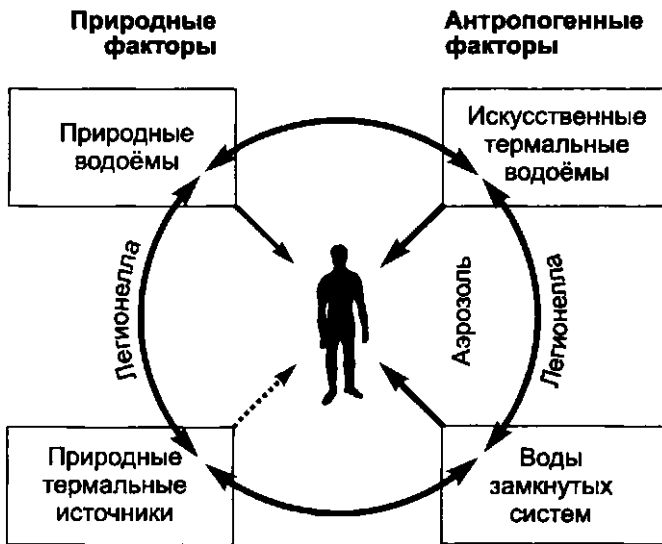 Природные
факторы
Антропогенные
факторы
Природные
водоёмы
Искусственные
термальные
водоёмы
Легионелла
Аэрозоль
Легионелла
Природные
термальные
источники
Воды
замкнутых
систем